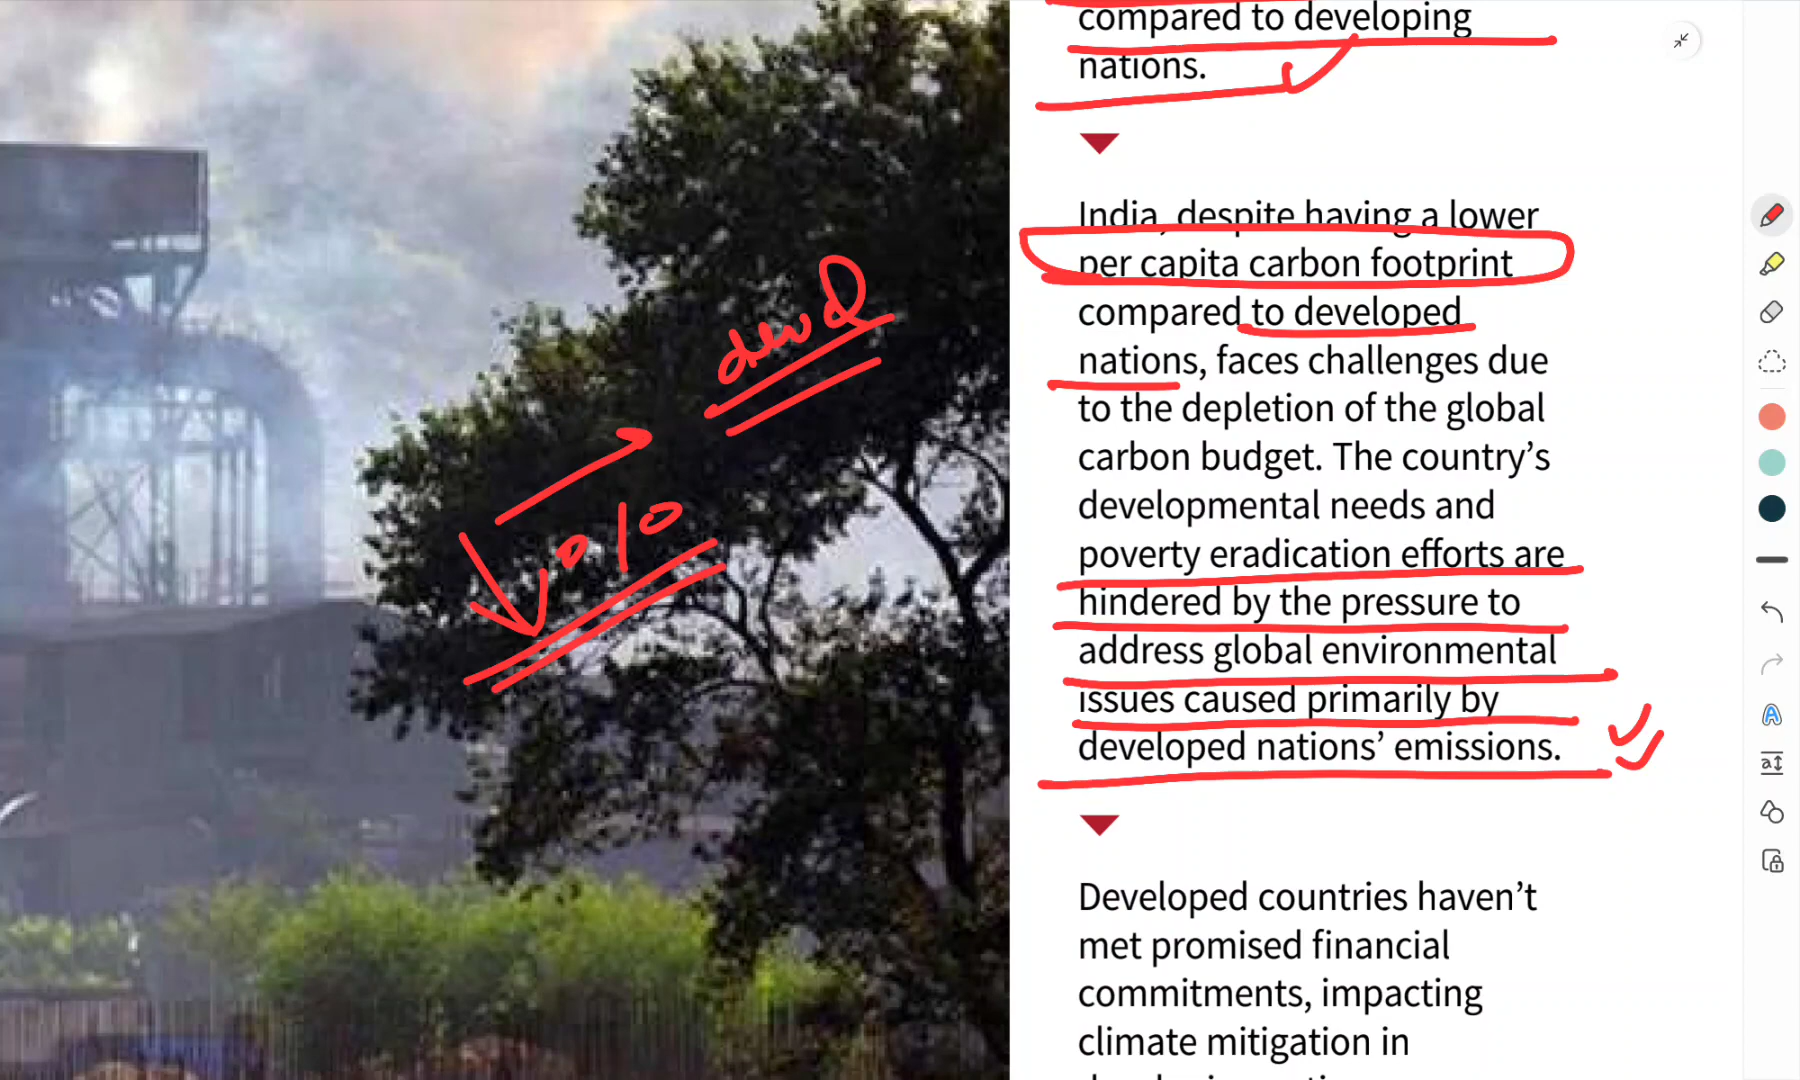 compared to developing
nations.
India, despite having a lower
per capita carbon footprint
compared to developed
nations, faces challenges due
to the depletion of the global
carbon budget. The country’s
developmental needs and
poverty eradication efforts are
hindered by the pressure to
address global environmental
issues caused primarily by
developed nations’ emissions.
Developed countries haven’t
met promised financial
commitments, impacting
climate mitigation in